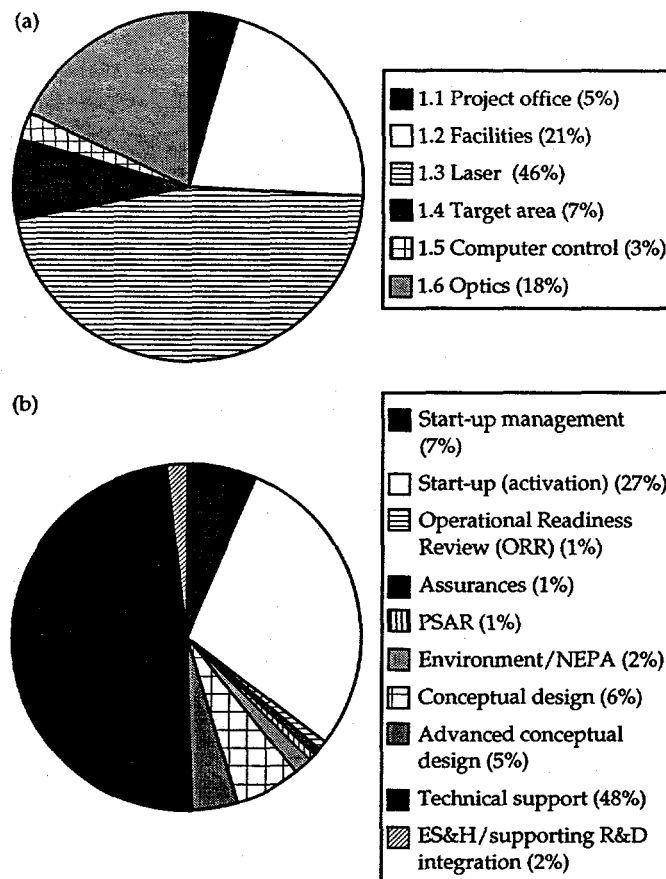 (a)
1.1 Project office (5%)
1.2 Facilities (21%)
1.3 Laser (46%)
1.4 Target area (7%)
1.5 Computer control (3%)
1.6 Optics (18%)
(b)
Start-up management
(7%)
Start-up (activation) (27%)
Operational Readiness
Review (ORR) (1%)
Assurances (1%)
PSAR (1%)
Environment/NEPA (2%)
Conceptual design (6%)
Advanced conceptual
design (5%)
Technical support (48%)
ES&H/supporting R&D
integration (2%)